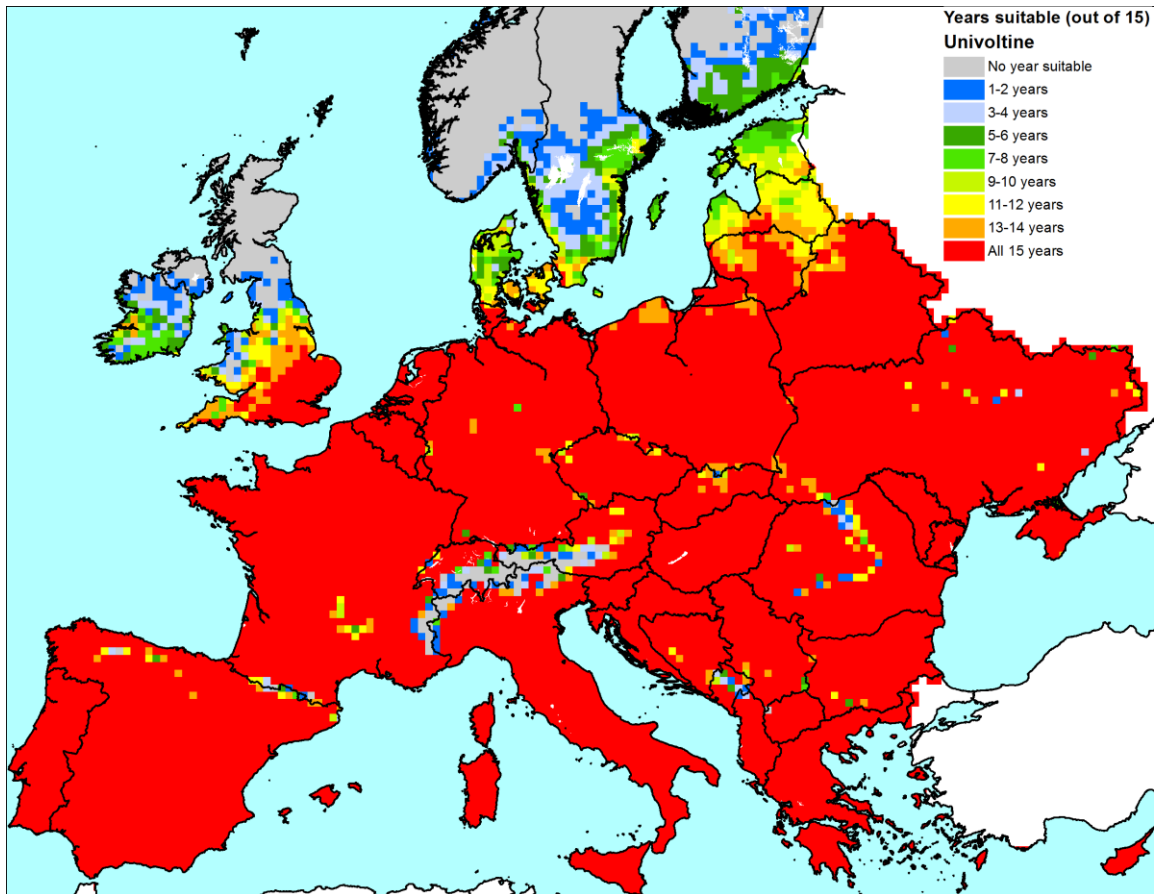 Years suitable (out of 15)
Univoltine
No year suitable
1-2 years
3-4 years
5-6 years
7-8 years
9-10 years
11-12 years
13-14 years
All 15 years